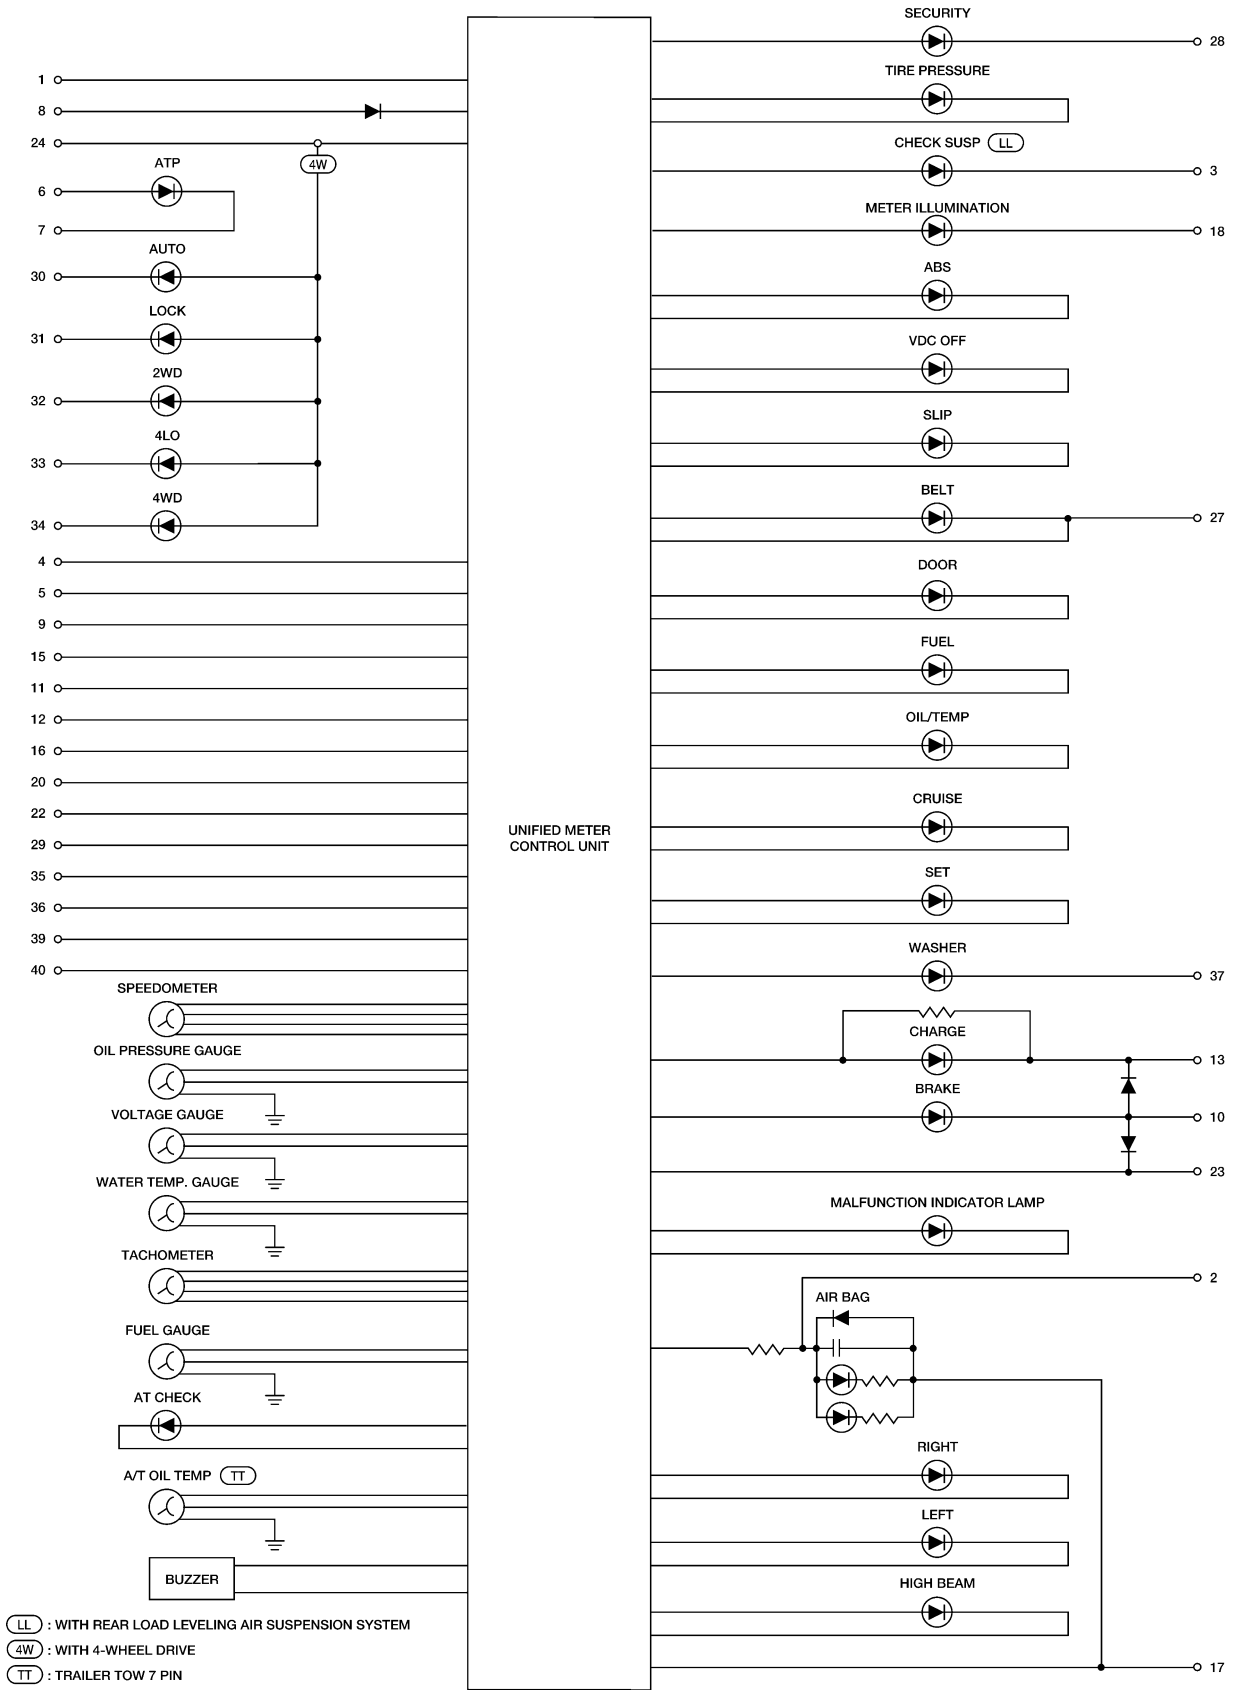 1
8
24
4W
ATP
6
7
AUTO
30
LOCK
31
2WD
32
4LO
33
4WD
34
4
5
9
15
11
12
16
20
22
29
35
36
39
40
SPEEDOMETER
OIL PRESSURE GAUGE
VOLTAGE GAUGE
WATER TEMP. GAUGE
TACHOMETER
FUEL GAUGE
AT CHECK
A/T OIL TEMP TT
BUZZER
UNIFIED METER
CONTROL UNIT
SECURITY
28
TIRE PRESSURE
CHECK SUSP LL
3
METER ILLUMINATION
18
ABS
VDC OFF
SLIP
BELT
27
DOOR
FUEL
OIL/TEMP
CRUISE
SET
WASHER
37
CHARGE
13
BRAKE
10
23
MALFUNCTION INDICATOR LAMP
2
AIR BAG
RIGHT
LEFT
HIGH BEAM
17
LL : WITH REAR LOAD LEVELING AIR SUSPENSION SYSTEM
4W : WITH 4-WHEEL DRIVE
TT : TRAILER TOW 7 PIN